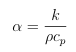 α = k / ρc_p